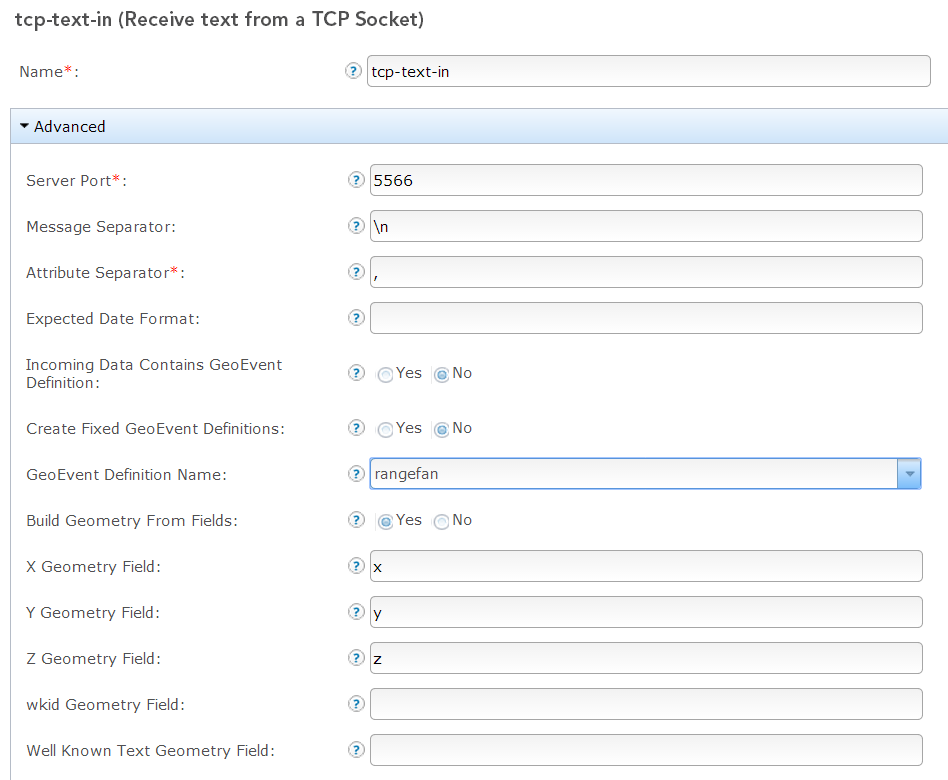 tcp-text-in (Receive text from a TCP Socket)
Name*: ? tcp-text-in
Advanced
Server Port*: ? 5566
Message Separator: ? \n
Attribute Separator*: ? ,
Expected Date Format: ?
Incoming Data Contains GeoEvent
Definition: ? Yes No
Create Fixed GeoEvent Definitions: ? Yes No
GeoEvent Definition Name: ? rangefan
Build Geometry From Fields: ? Yes No
X Geometry Field: ? x
Y Geometry Field: ? y
Z Geometry Field: ? z
wkid Geometry Field: ?
Well Known Text Geometry Field: ?